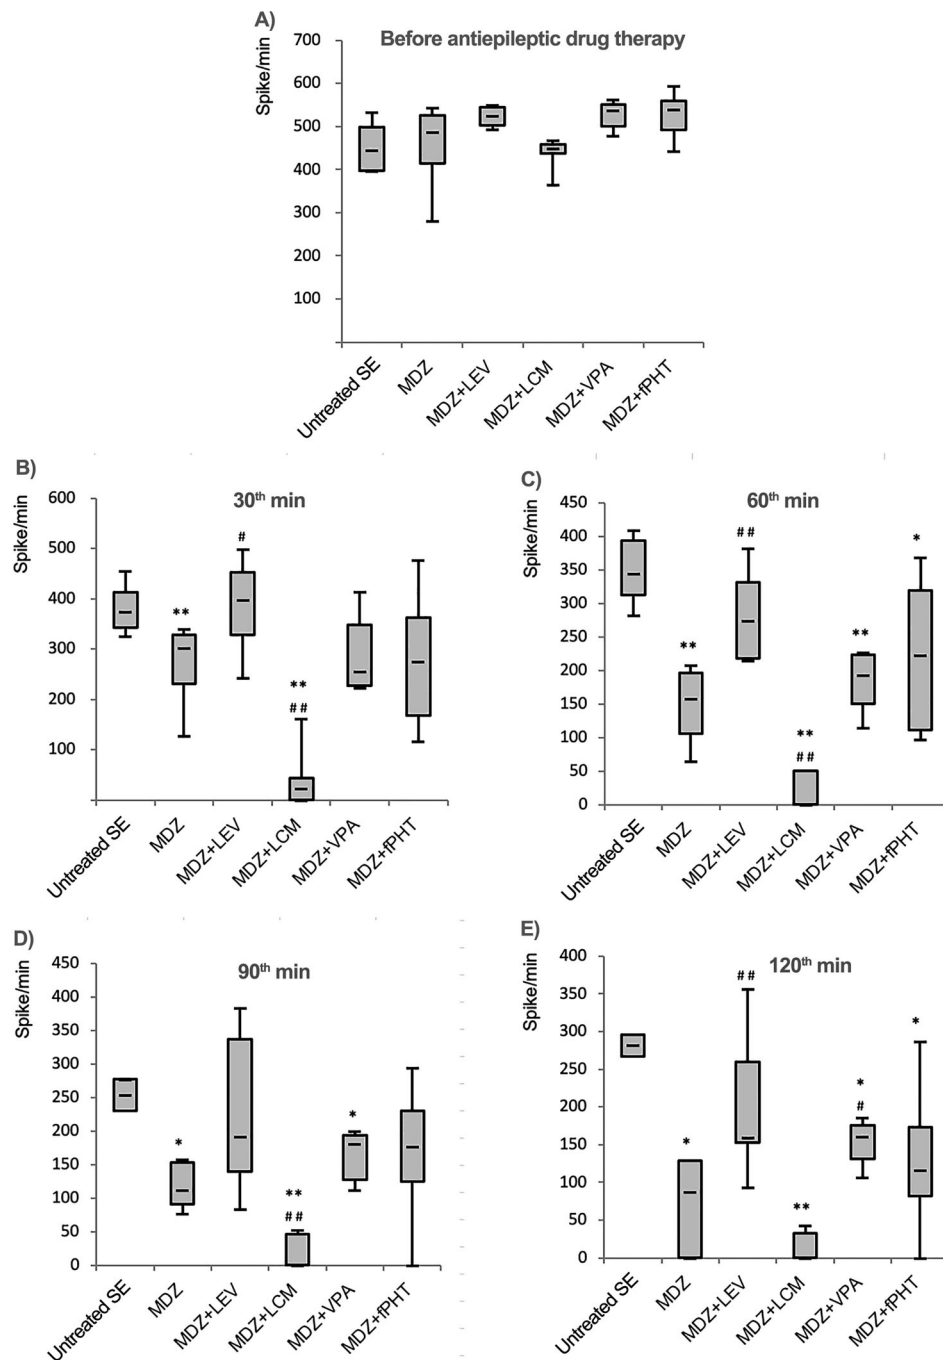 A)
Before antiepileptic drug therapy
Spike/min
700
600
500
400
300
200
100
Untreated SE
MDZ
MDZ+LEV
MDZ+LCM
MDZ+VPA
MDZ+fPHT
B)
30th min
Spike/min
600
500
400
300
200
100
#
**
**
##
Untreated SE
MDZ
MDZ+LEV
MDZ+LCM
MDZ+VPA
MDZ+fPHT
C)
60th min
Spike/min
450
400
350
300
250
200
150
100
50
0
##
*
**
**
**
##
Untreated SE
MDZ
MDZ+LEV
MDZ+LCM
MDZ+VPA
MDZ+fPHT
D)
90th min
Spike/min
450
400
350
300
250
200
150
100
50
0
*
*
**
##
Untreated SE
MDZ
MDZ+LEV
MDZ+LCM
MDZ+VPA
MDZ+fPHT
E)
120th min
Spike/min
400
350
300
250
200
150
100
50
0
##
*
*
#
*
**
Untreated SE
MDZ
MDZ+LEV
MDZ+LCM
MDZ+VPA
MDZ+fPHT